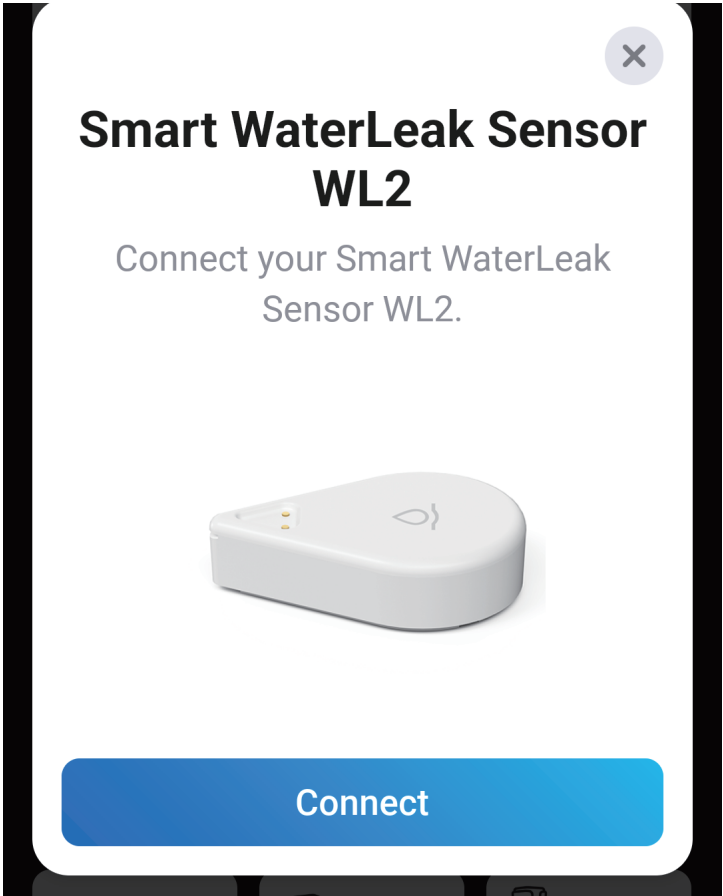 Smart WaterLeak Sensor
WL2
Connect your Smart WaterLeak
Sensor WL2.
Connect